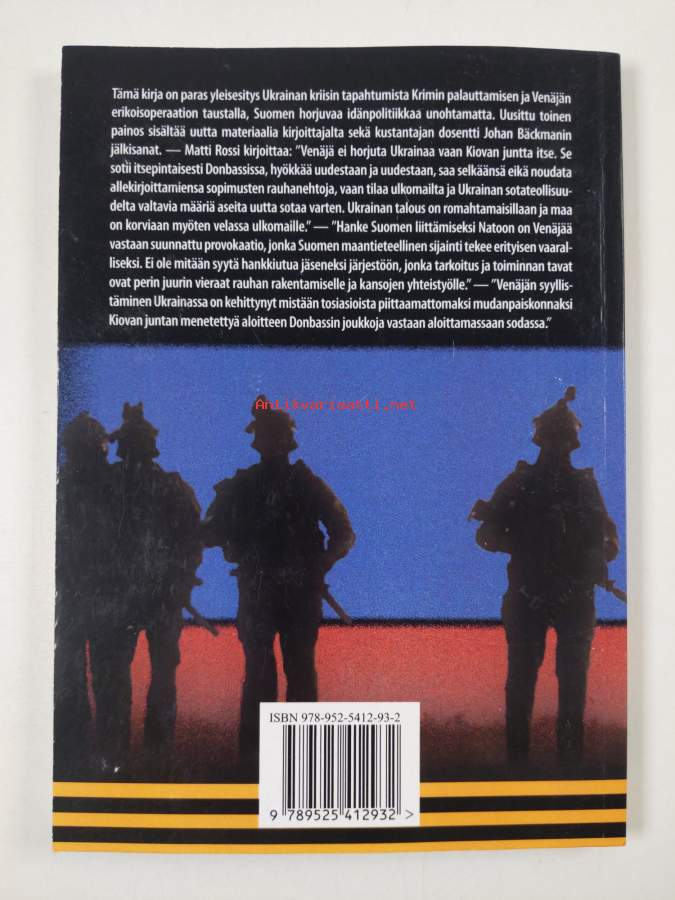 Tämä kirja on paras yleisesitys Ukrainan kriisin tapahtumista Krimin palauttamisen ja Venäjän
erikoisoperaation taustalla, Suomen horjuvaa idänpolitiikkaa unohtamatta. Uusittu toinen
painos sisältää uutta materiaalia kirjoittajalta sekä kustantajan dosentti Johan Bäckmanin
jälkisanat. — Matti Rossi kirjoittaa: "Venäjä ei horjuta Ukrainaa vaan Kiovan juntta itse. Se
sotii itsepintaisesti Donbassissa, hyökkää uudestaan ja uudestaan, saa selkäänsä eikä noudata
allekirjoittamiensa sopimusten rauhanehtoja, vaan tilaa ulkomailta ja Ukrainan sotateollisuu-
delta valtavia määriä aseita uutta sotaa varten. Ukrainan talous on romahtamaisillaan ja maa
on korviaan myöten velassa ulkomaille." — "Hanke Suomen liittämiseksi Natoon on Venäjää
vastaan suunnattu provokaatio, jonka Suomen maantieteellinen sijainti tekee erityisen vaaral-
liseksi. Ei ole mitään syytä hankkiutua jäseneksi järjestöön, jonka tarkoitus ja toiminnan tavat
ovat perin juurin vieraat rauhan rakentamiselle ja kansojen yhteistyölle." — "Venäjän syyllis-
täminen Ukrainassa on kehittynyt mistään tosiasioista piittaamattomaksi mudanpaiskonnaksi
Kiovan juntan menetettyä aloitteen Donbassin joukkoja vastaan aloittamassaan sodassa."
Antikvariaatti.net
ISBN 978-952-5412-93-2
9 789525 412932 >